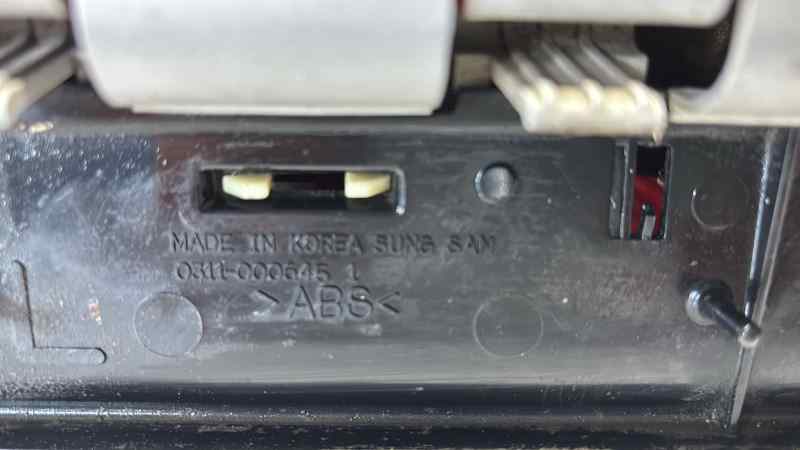 MADE IN KOREA SUNG SAM
0311-000645 1
>ABS<